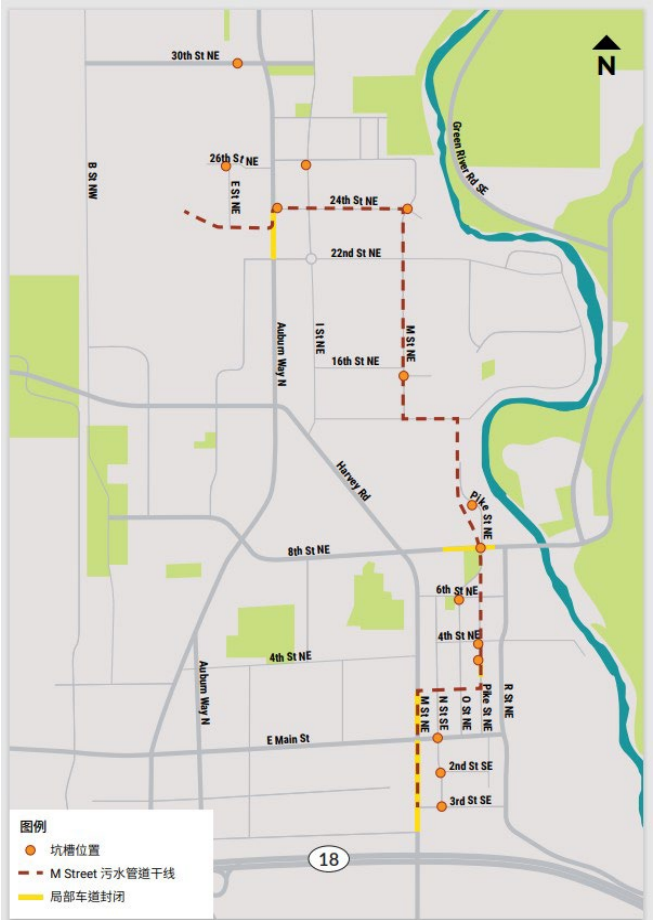 30th St NE
N
Green River Rd SE
26th St NE
B St NW
E St NE
24th St NE
22nd St NE
Auburn Way N
I St NE
M St NE
16th St NE
Harvey Rd
Pike St NE
8th St NE
6th St NE
4th St NE
4th St NE
Auburn Way N
M St NE
N St SE
O St NE
Pike St NE
R St NE
E Main St
2nd St SE
3rd St SE
图例
坑槽位置
M Street 污水管道干线
局部车道封闭
18